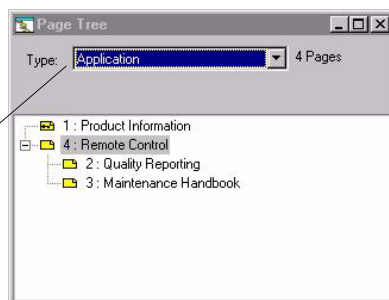 Page Tree
Type: Application 4 Pages
1 : Product Information
4 : Remote Control
2 : Quality Reporting
3 : Maintenance Handbook